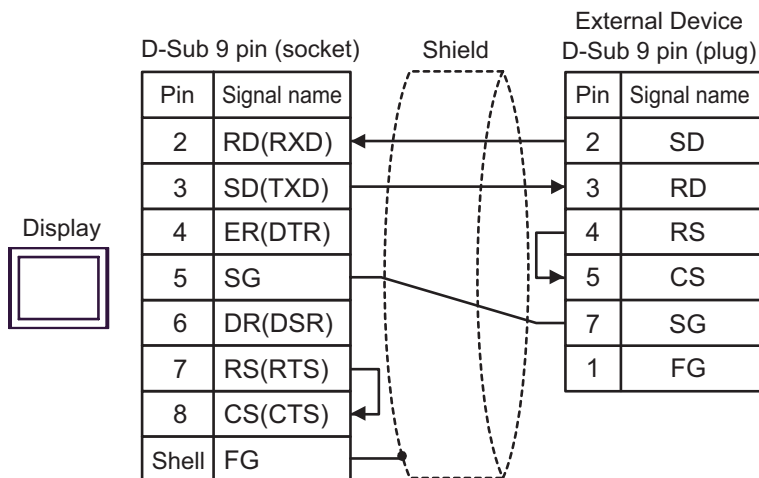 External Device
D-Sub 9 pin (socket) Shield D-Sub 9 pin (plug)
Pin Signal name Pin Signal name
2 RD(RXD) 2 SD
3 SD(TXD) 3 RD
Display 4 ER(DTR) 4 RS
5 SG 5 CS
6 DR(DSR) 7 SG
7 RS(RTS) 1 FG
8 CS(CTS)
Shell FG